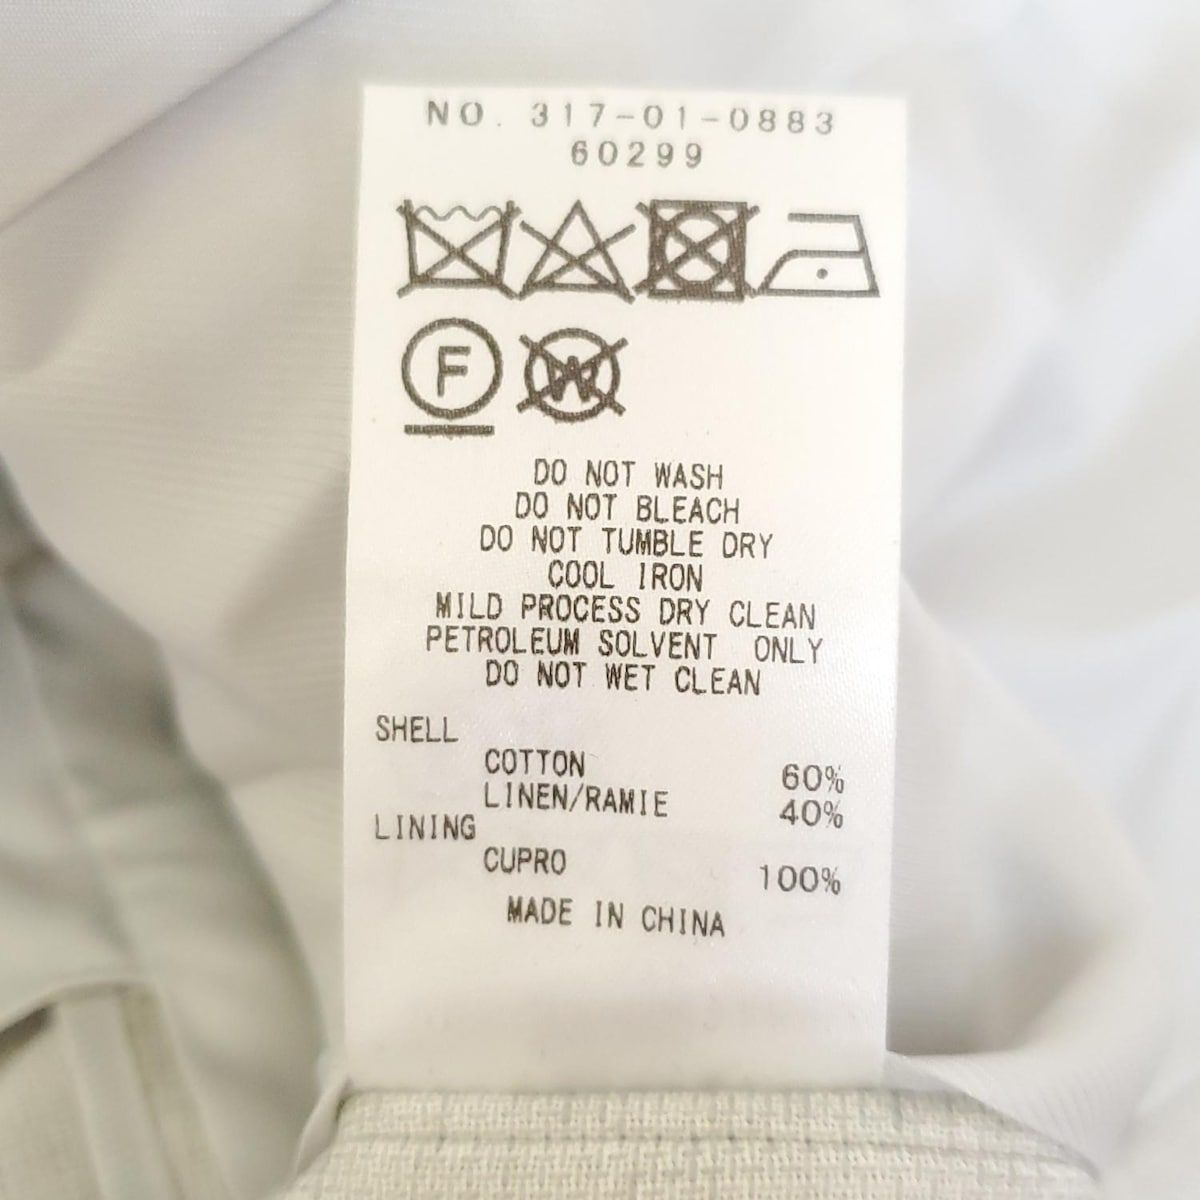 NO. 317-01-0883
60299
F
W
DO NOT WASH
DO NOT BLEACH
DO NOT TUMBLE DRY
COOL IRON
MILD PROCESS DRY CLEAN
PETROLEUM SOLVENT ONLY
DO NOT WET CLEAN
SHELL
COTTON 60%
LINEN/RAMIE 40%
LINING
CUPRO 100%
MADE IN CHINA